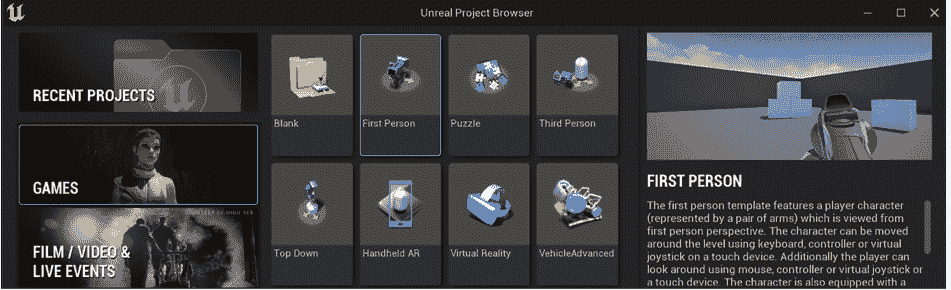 Unreal Project Browser
RECENT PROJECTS
GAMES
FILM / VIDEO &
LIVE EVENTS
Blank
First Person
Puzzle
Third Person
Top Down
Handheld AR
Virtual Reality
VehicleAdvanced
FIRST PERSON
The first person template features a player character
(represented by a pair of arms) which is viewed from
first person perspective. The character can be moved
around the level using keyboard, controller or virtual
joystick on a touch device. Additionally the player can
look around using mouse, controller or virtual joystick or
a touch device. The character is also equipped with a